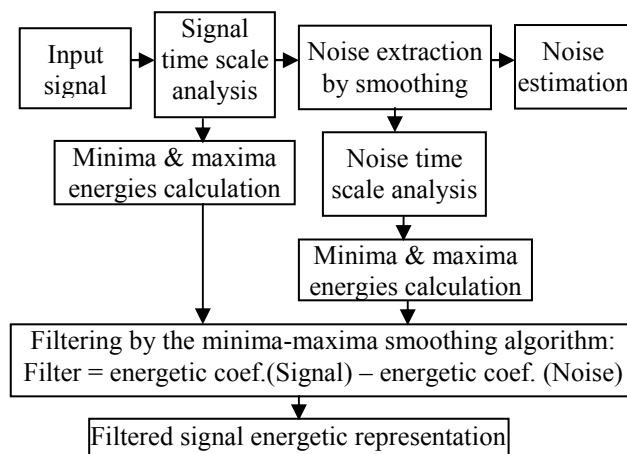 Input
signal
Signal
time scale
analysis
Noise extraction
by smoothing
Noise
estimation
Minima & maxima
energies calculation
Noise time
scale analysis
Minima & maxima
energies calculation
Filtering by the minima-maxima smoothing algorithm:
Filter = energetic coef.(Signal) – energetic coef. (Noise)
Filtered signal energetic representation